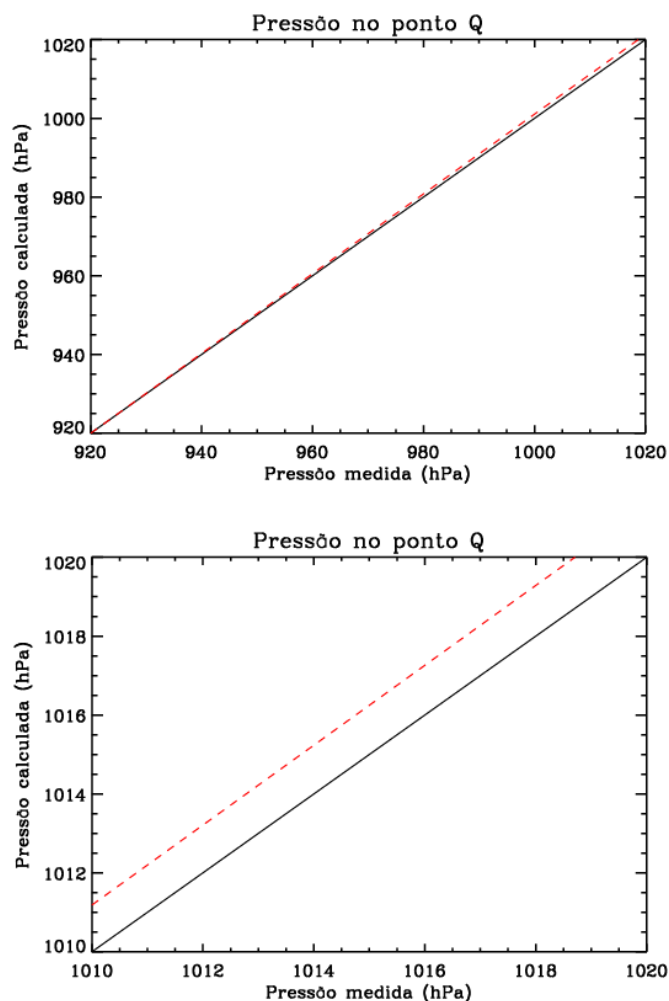 Pressão no ponto Q
1020
1000
980
960
940
920
Pressão calculada (hPa)
920 940 960 980 1000 1020
Pressão medida (hPa)
Pressão no ponto Q
1020
1018
1016
1014
1012
1010
Pressão calculada (hPa)
1010 1012 1014 1016 1018 1020
Pressão medida (hPa)